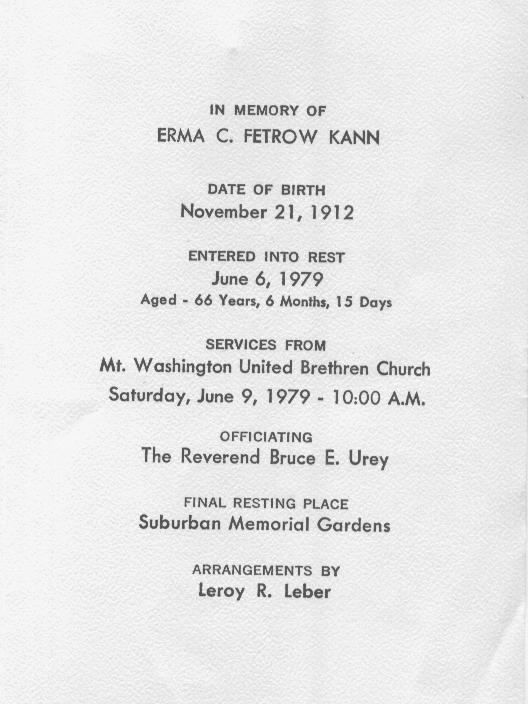 IN MEMORY OF
ERMA C. FETROW KANN
DATE OF BIRTH
November 21, 1912
ENTERED INTO REST
June 6, 1979
Aged - 66 Years, 6 Months, 15 Days
SERVICES FROM
Mt. Washington United Brethren Church
Saturday, June 9, 1979 - 10:00 A.M.
OFFICIATING
The Reverend Bruce E. Urey
FINAL RESTING PLACE
Suburban Memorial Gardens
ARRANGEMENTS BY
Leroy R. Leber